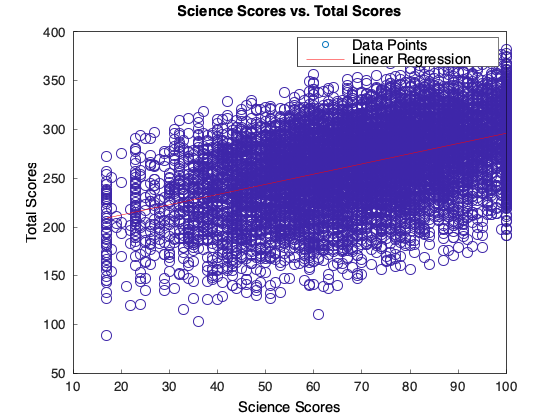 Science Scores vs. Total Scores
Data Points
Linear Regression
400
350
300
250
200
150
100
50
Total Scores
10 20 30 40 50 60 70 80 90 100
Science Scores